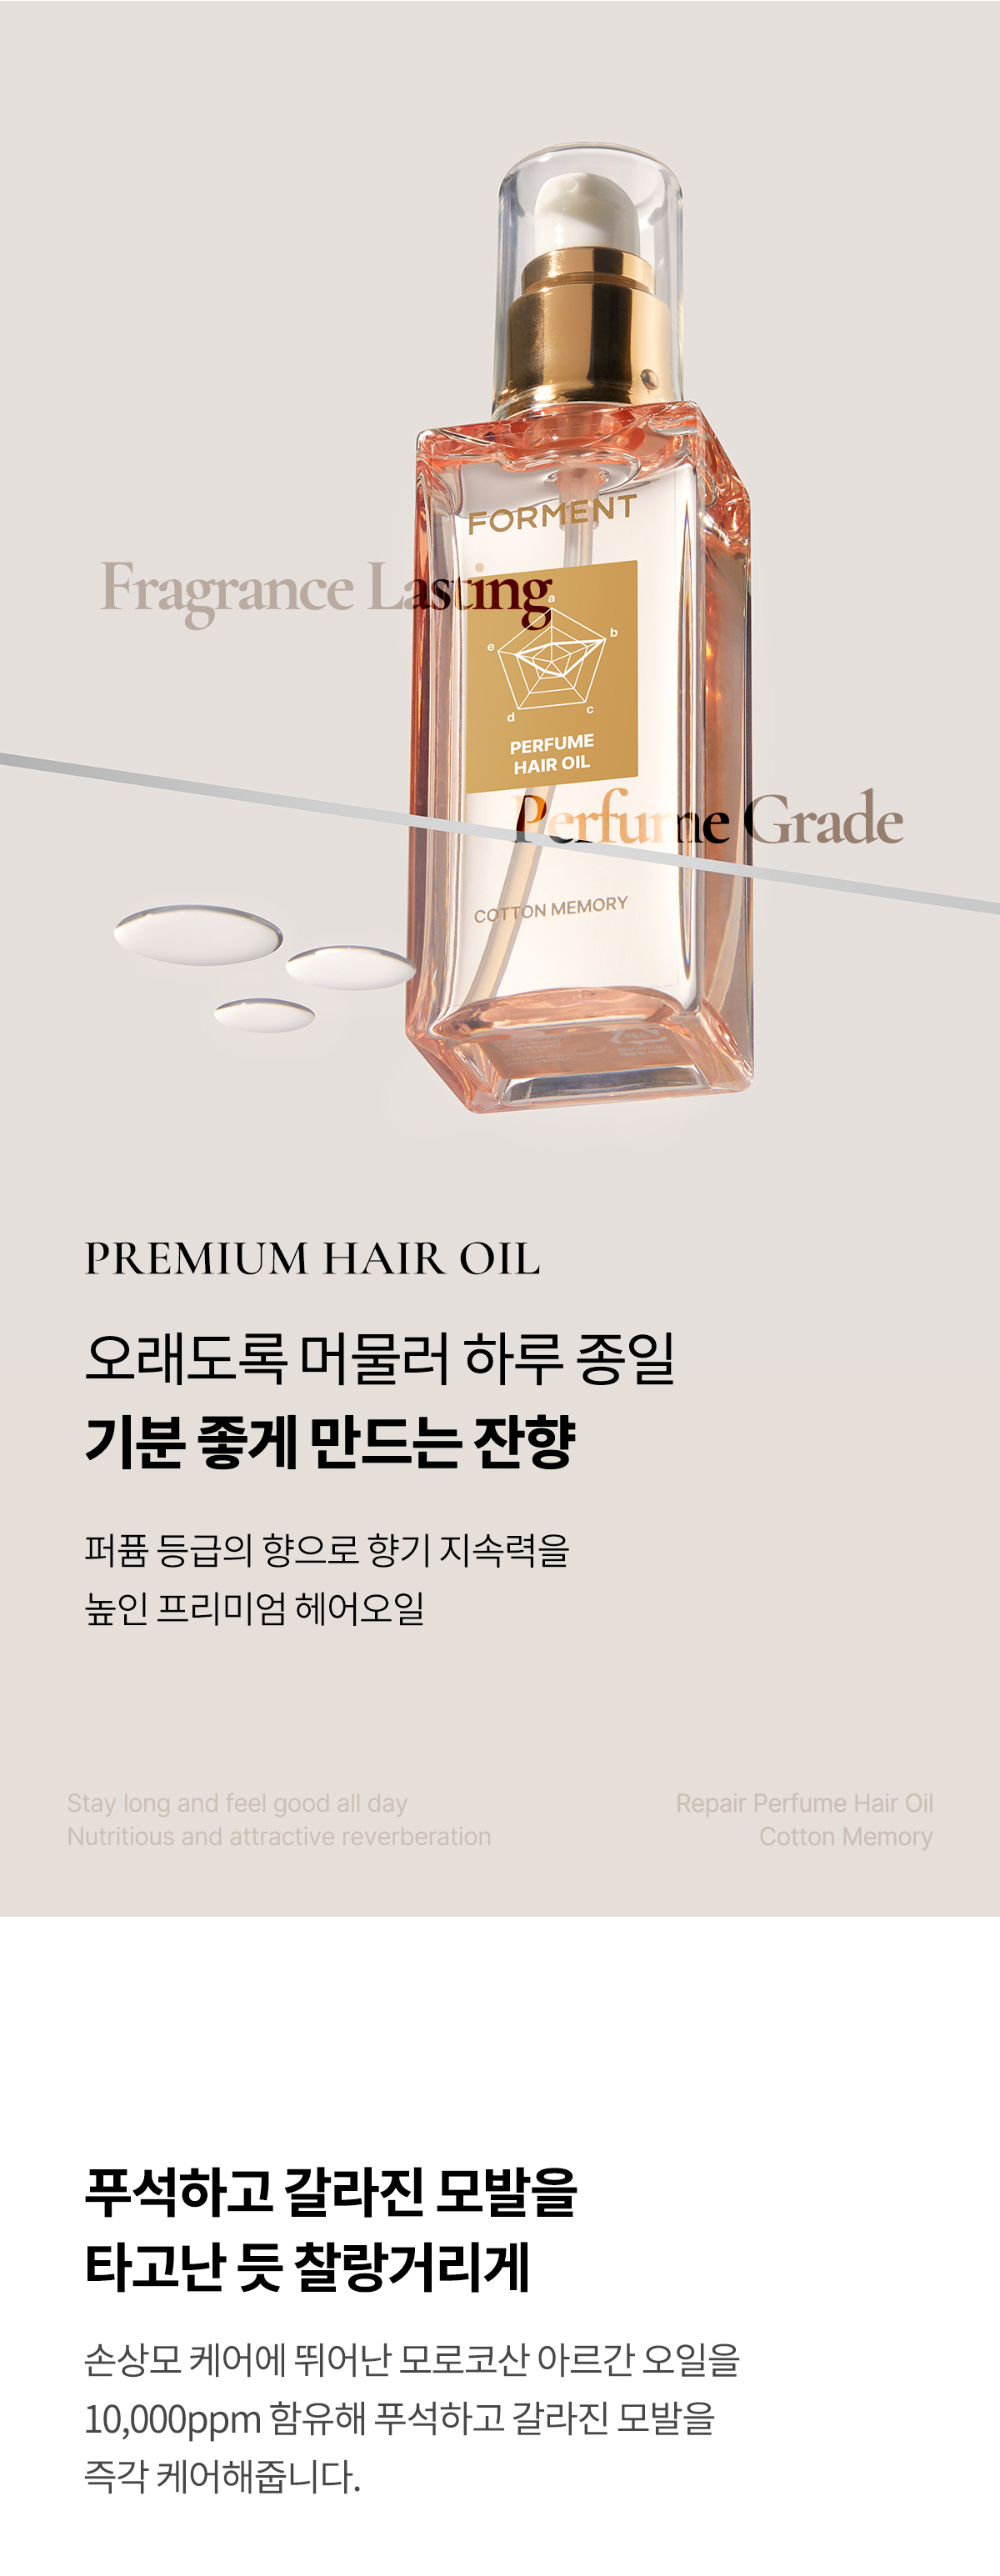 FORMENT
Fragrance Lasting
a
b
e
c
d
PERFUME
HAIR OIL
Perfume Grade
COTTON MEMORY
PREMIUM HAIR OIL
오래도록 머물러 하루 종일
기분 좋게 만드는 잔향
퍼퓸 등급의 향으로 향기 지속력을
높인 프리미엄 헤어오일
Stay long and feel good all day
Nutritious and attractive reverberation
Repair Perfume Hair Oil
Cotton Memory
푸석하고 갈라진 모발을
타고난 듯 찰랑거리게
손상모 케어에 뛰어난 모로코산 아르간 오일을
10,000ppm 함유해 푸석하고 갈라진 모발을
즉각 케어해줍니다.